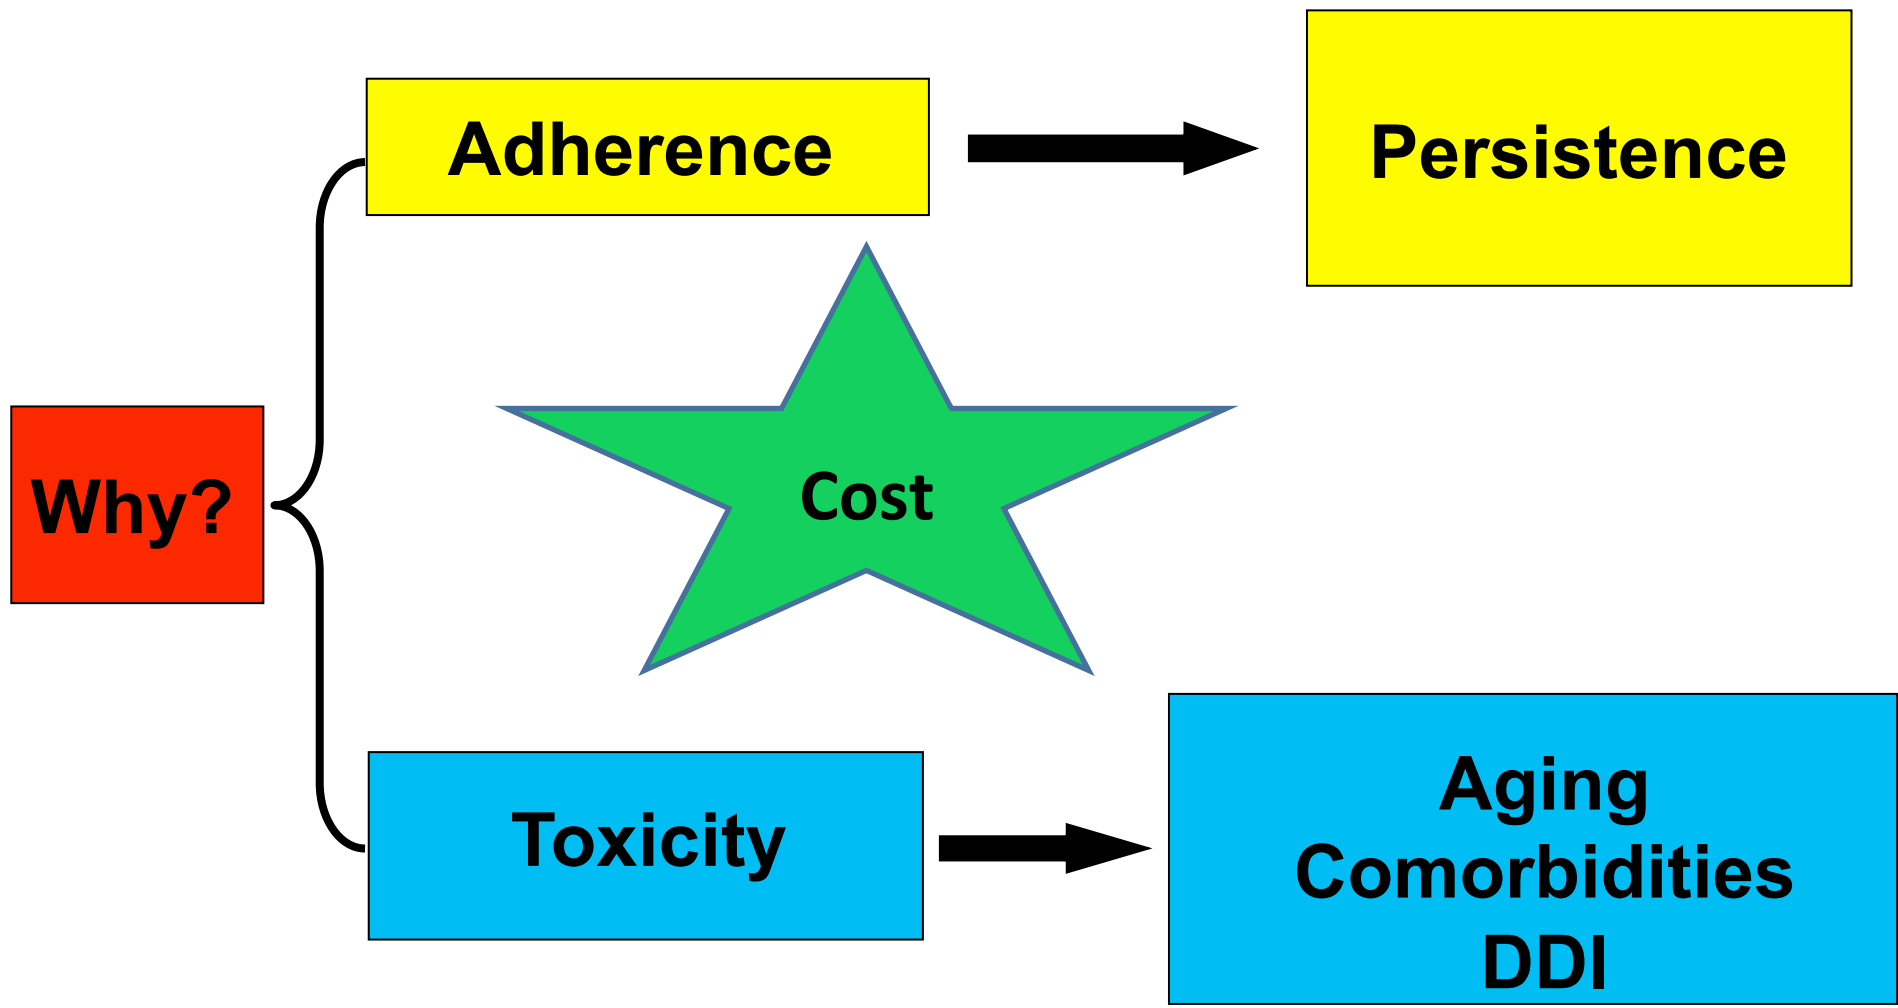 Adherence
Persistence
Why?
Cost
Toxicity
Aging
Comorbidities
DDI